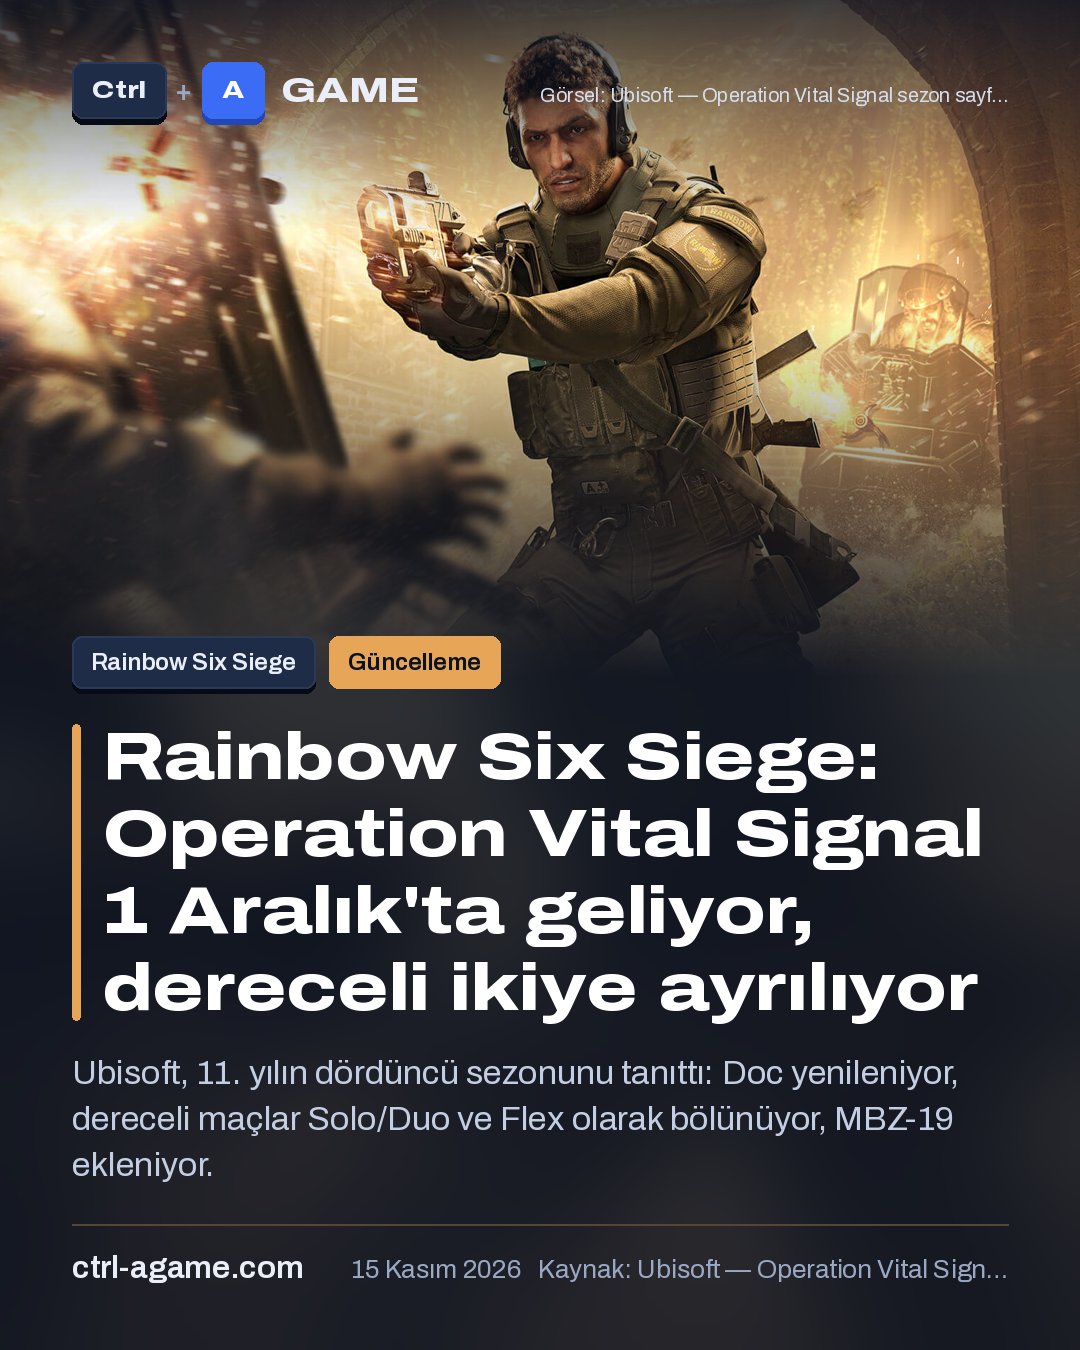 Ctrl + A GAME
Görsel: Ubisoft — Operation Vital Signal sezon sayf...
RAINBOW
Rainbow Six Siege
Güncelleme
Rainbow Six Siege:
Operation Vital Signal
1 Aralık'ta geliyor,
dereceli ikiye ayrılıyor
Ubisoft, 11. yılın dördüncü sezonunu tanıttı: Doc yenileniyor,
dereceli maçlar Solo/Duo ve Flex olarak bölünüyor, MBZ-19
ekleniyor.
ctrl-agame.com
15 Kasım 2026 Kaynak: Ubisoft — Operation Vital Sign...